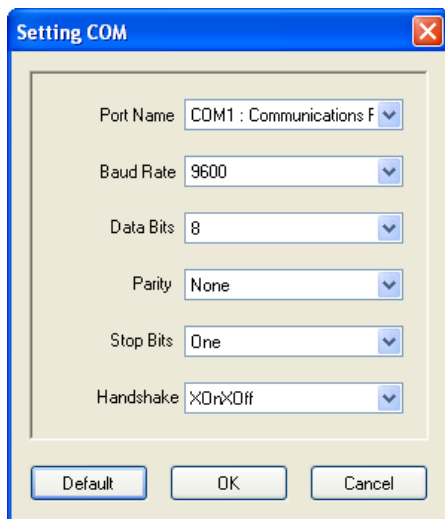 Setting COM
Port Name COM1 : Communications F
Baud Rate 9600
Data Bits 8
Parity None
Stop Bits One
Handshake XOnXOff
Default OK Cancel